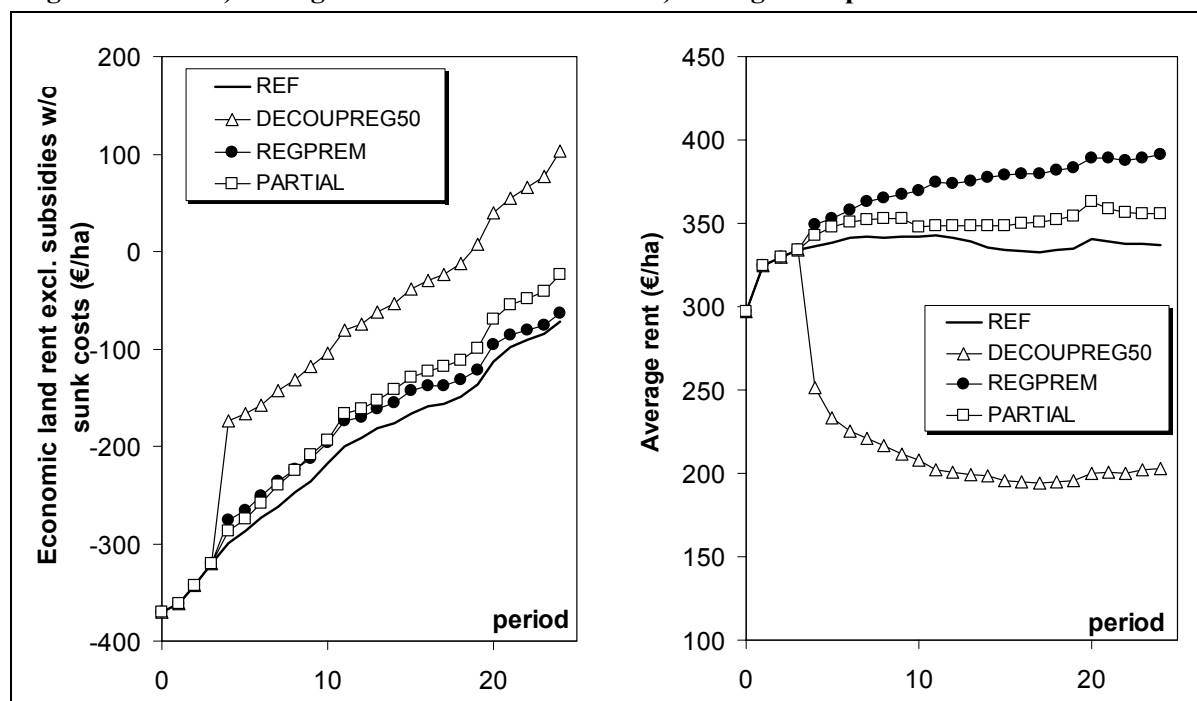 Economic land rent excl. subsidies w/o
sunk costs (€/ha)
200
100
0
-100
-200
-300
-400
REF
DECOUPREG50
REGPREM
PARTIAL
period
0
10
20
Average rent (€/ha)
450
400
350
300
250
200
150
100
REF
DECOUPREG50
REGPREM
PARTIAL
period
0
10
20